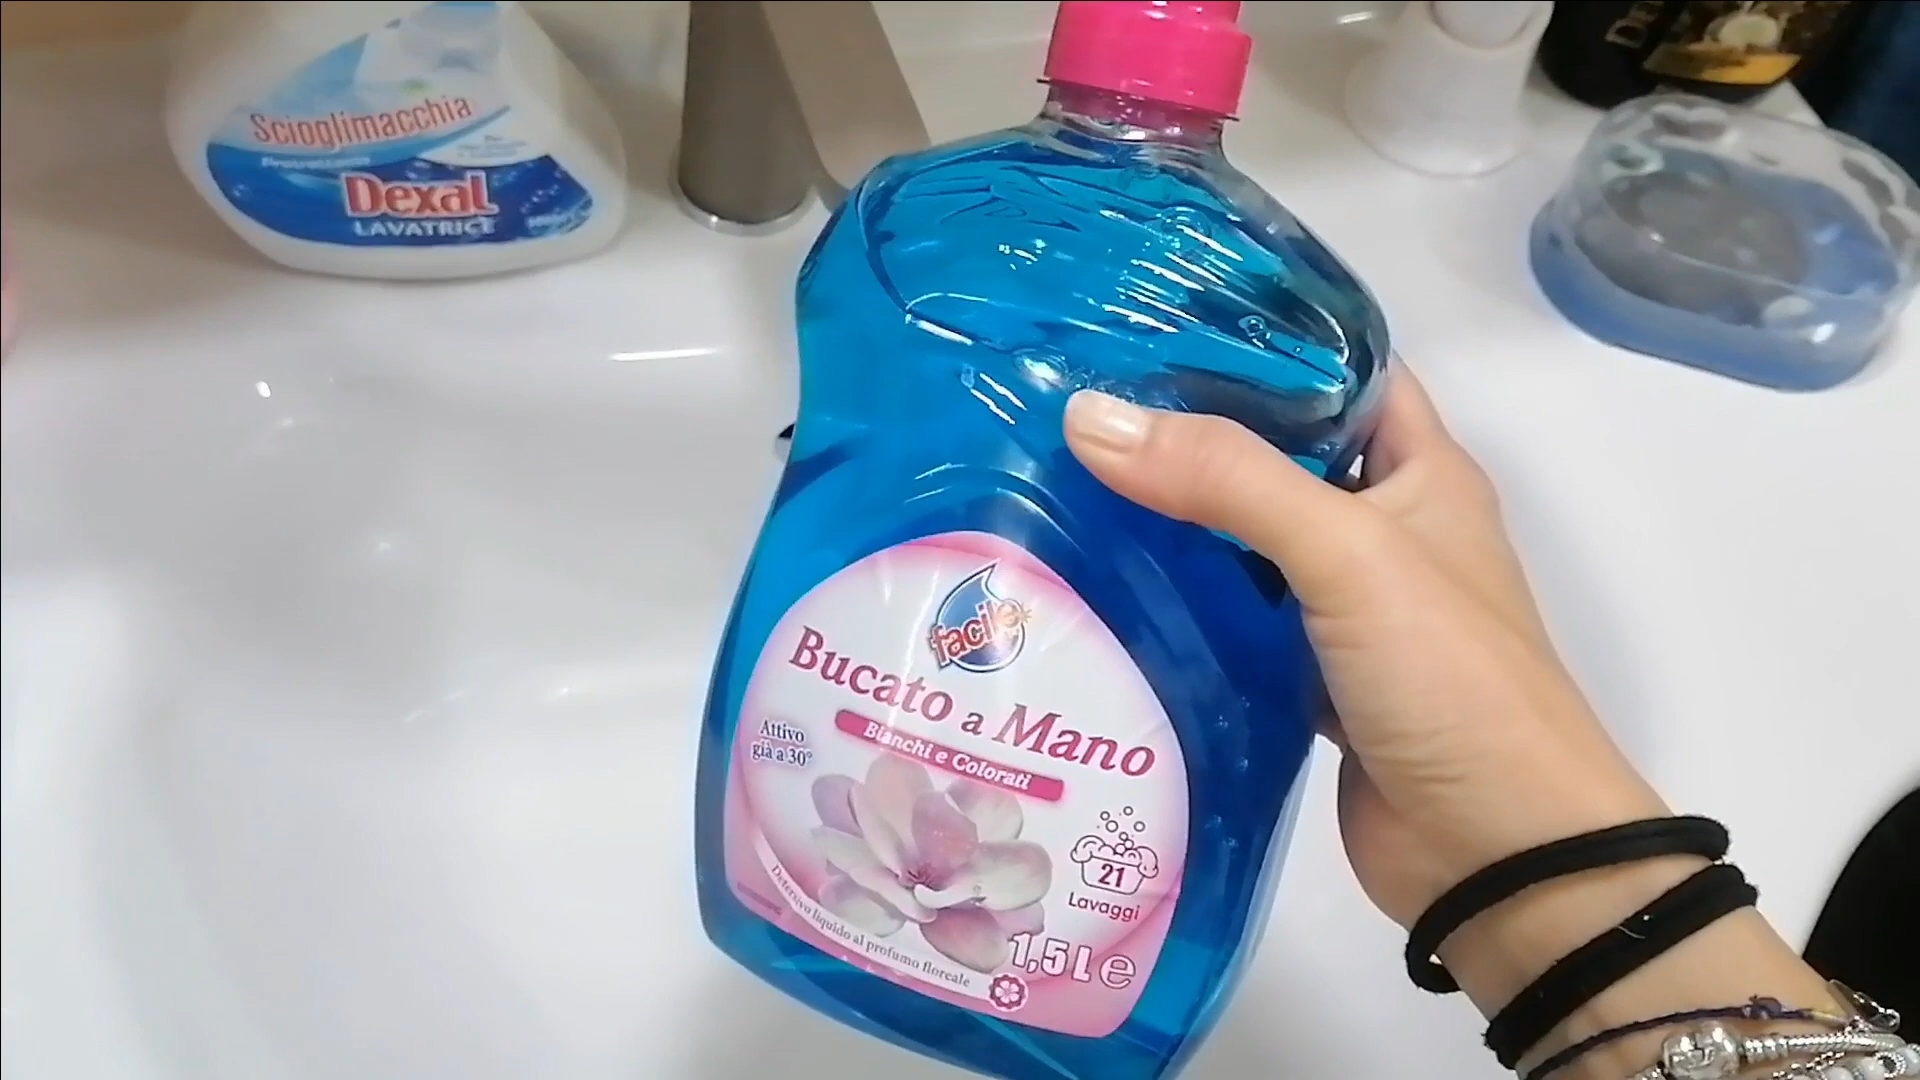 Scioglimacchia
Dexal
LAVATRICE
facile
Bucato a Mano
Bianchi e Colorati
Attivo
già a 30°
21
Lavaggi
Detersivo liquido al profumo floreale
1,5 L e